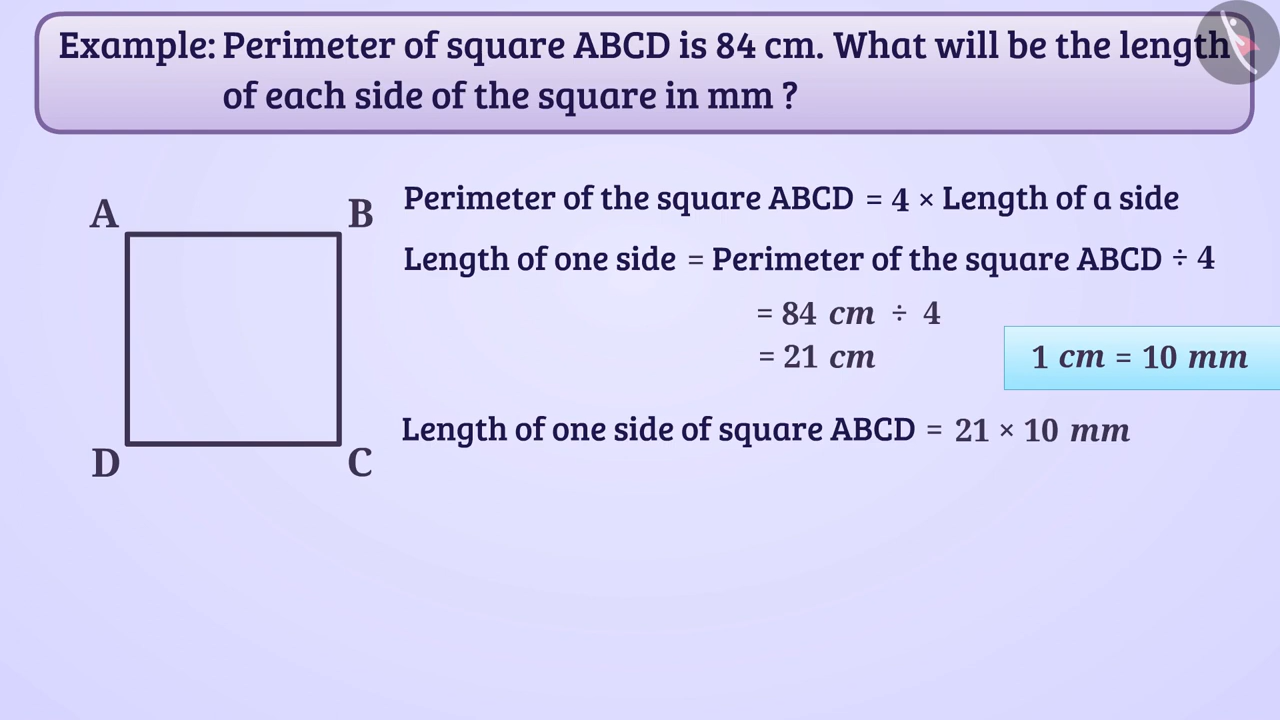 Example: Perimeter of square ABCD is 84 cm. What will be the length
of each side of the square in mm ?
A
B
Perimeter of the square ABCD = 4 × Length of a side
Length of one side = Perimeter of the square ABCD ÷ 4
= 84 cm ÷ 4
= 21 cm
1 cm = 10 mm
Length of one side of square ABCD = 21 × 10 mm
D
C